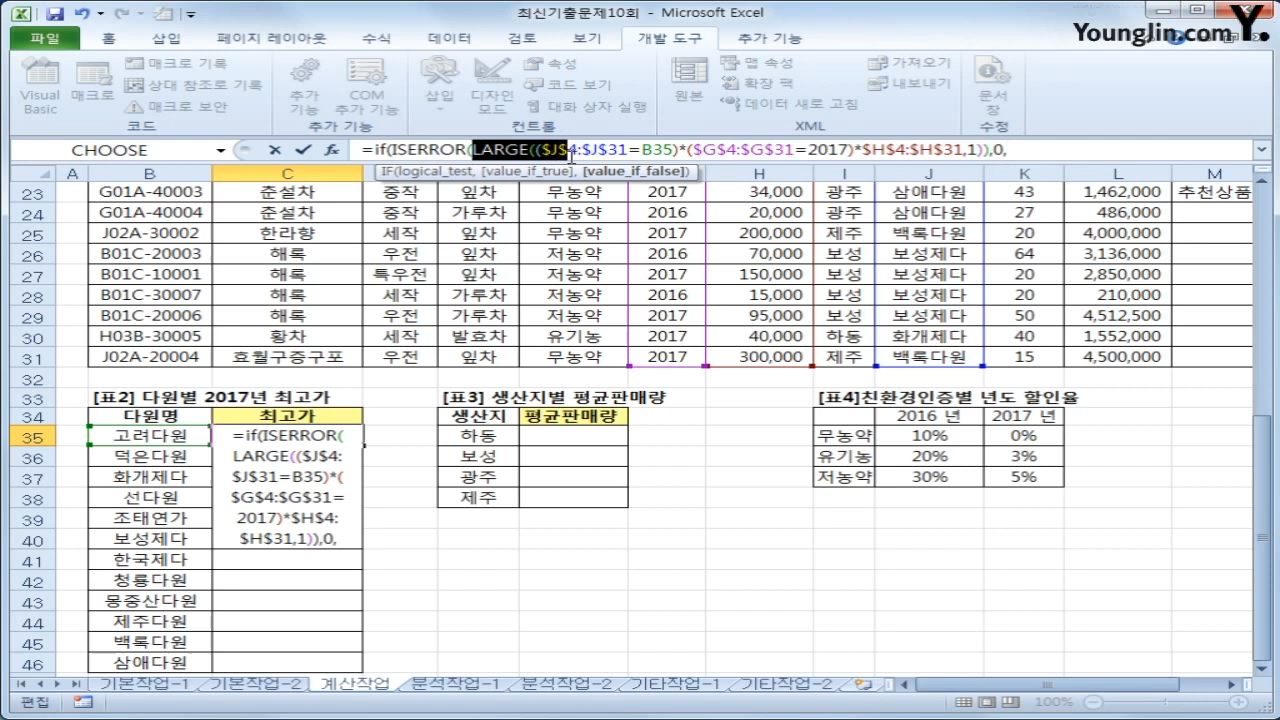 최신기출문제10회 - Microsoft Excel
Younglin.com Y.
파일 홈 삽입 페이지 레이아웃 수식 데이터 검토 보기 개발 도구 추가 기능
Visual Basic
매크로
매크로 기록
상대 참조로 기록
매크로 보안
코드
추가 기능
COM 추가 기능
추가 기능
삽입
디자인 모드
속성
코드 보기
대화 상자 실행
컨트롤
원본
맵 속성
확장 팩
데이터 새로 고침
가져오기
내보내기
XML
문서 창
수정
CHOOSE fx =if(ISERROR(LARGE(($J$4:$J$31=B35)*($G$4:$G$31=2017)*$H$4:$H$31,1)),0,
IF(logical_test, [value_if_true], [value_if_false])
A B C H I J K L M
23 G01A-40003 준설차 중작 잎차 무농약 2017 34,000 광주 삼애다원 43 1,462,000 추천상품
24 G01A-40004 준설차 중작 가루차 무농약 2016 20,000 광주 삼애다원 27 486,000
25 J02A-30002 한라향 세작 잎차 무농약 2017 200,000 제주 백록다원 20 4,000,000
26 B01C-20003 해록 우전 잎차 저농약 2016 70,000 보성 보성제다 64 3,136,000
27 B01C-10001 해록 특우전 잎차 저농약 2017 150,000 보성 보성제다 20 2,850,000
28 B01C-30007 해록 세작 가루차 저농약 2016 15,000 보성 보성제다 20 210,000
29 B01C-20006 해록 우전 가루차 저농약 2017 95,000 보성 보성제다 50 4,512,500
30 H03B-30005 황차 세작 발효차 유기농 2017 40,000 하동 화개제다 40 1,552,000
31 J02A-20004 효월구증구포 우전 잎차 무농약 2017 300,000 제주 백록다원 15 4,500,000
32
33 [표2] 다원별 2017년 최고가 [표3] 생산지별 평균판매량 [표4]친환경인증별 년도 할인율
34 다원명 최고가 생산지 평균판매량 2016 년 2017 년
35 고려다원 =if(ISERROR( 하동 무농약 10% 0%
36 덕은다원 LARGE(($J$4: 보성 유기농 20% 3%
37 화개제다 $J$31=B35)*( 광주 저농약 30% 5%
38 선다원 $G$4:$G$31= 제주
39 조태연가 2017)*$H$4:
40 보성제다 $H$31,1)),0,
41 한국제다
42 청룡다원
43 몽중산다원
44 제주다원
45 백록다원
46 삼애다원
기본작업-1 기본작업-2 계산작업 분석작업-1 분석작업-2 기타작업-1 기타작업-2
편집 100%